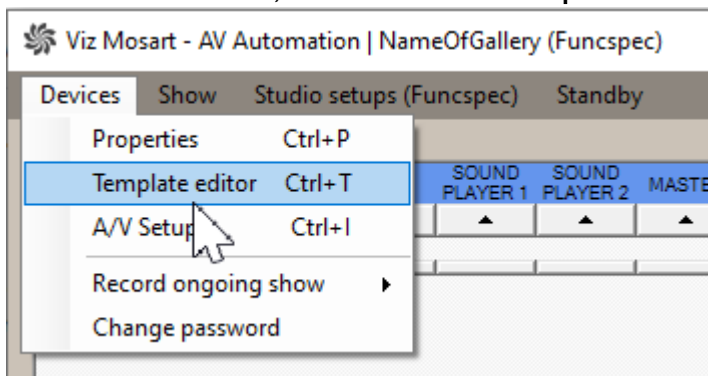 Viz Mosart - AV Automation | NameOfGallery (Funcspec)
Devices Show Studio setups (Funcspec) Standby
Properties Ctrl+P
Template editor Ctrl+T
SOUND PLAYER 1 SOUND PLAYER 2 MASTE
A/V Setup Ctrl+I
Record ongoing show
Change password